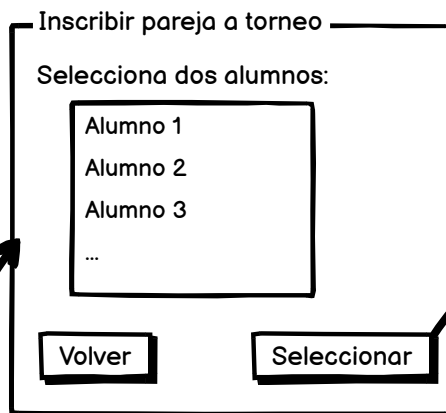 Inscribir pareja a torneo
Selecciona dos alumnos:
Alumno 1
Alumno 2
Alumno 3
...
Volver
Seleccionar